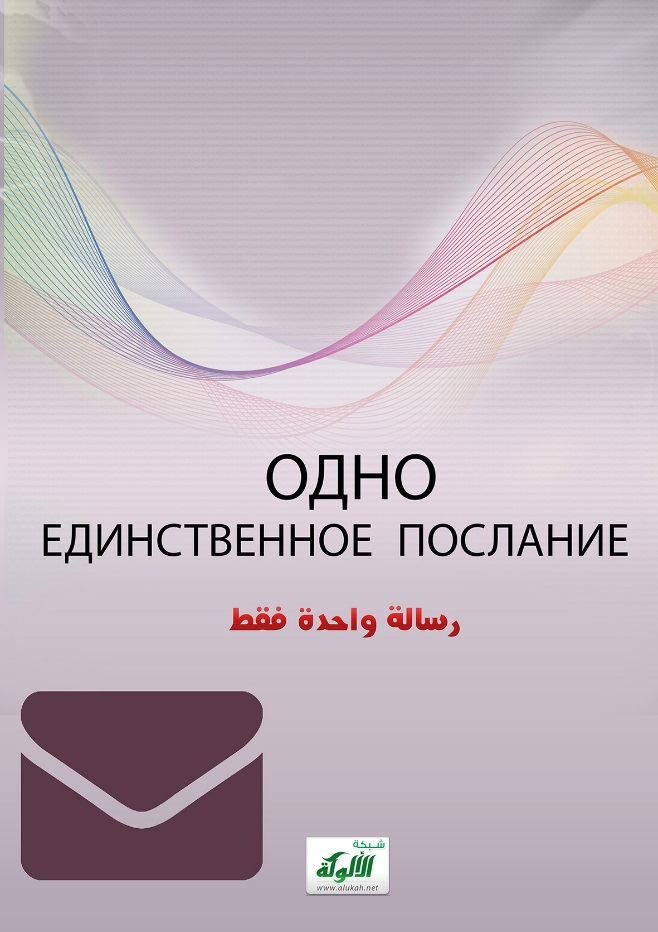 ОДНО
ЕДИНСТВЕННОЕ ПОСЛАНИЕ
رسالة واحدة فقط
شبكة
الألوكة
www.alukah.net